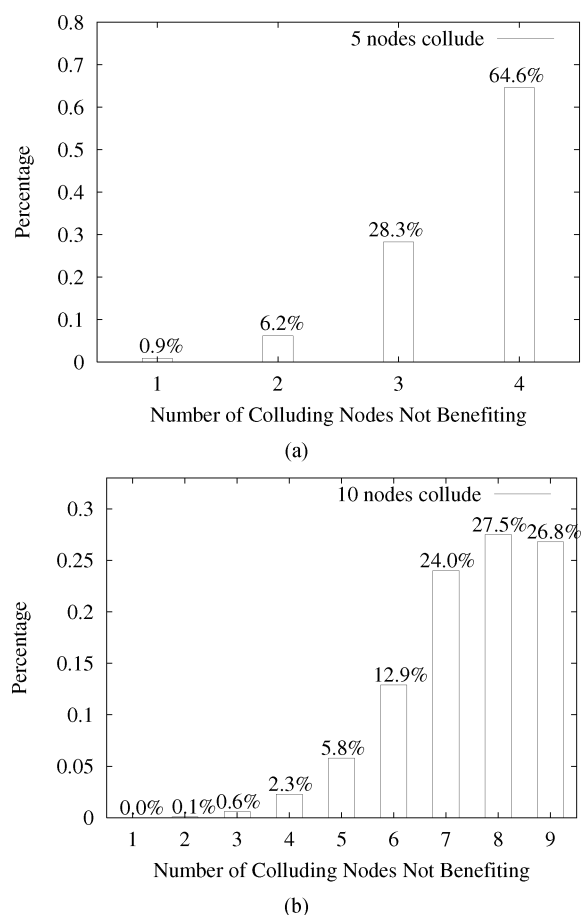 0.8
5 nodes collude
0.7
64.6%
0.6
0.5
Percentage
0.4
0.3
28.3%
0.2
0.1
6.2%
0.9%
0
1 2 3 4
Number of Colluding Nodes Not Benefiting
(a)
0.3
10 nodes collude
27.5%
26.8%
0.25
24.0%
0.2
Percentage
0.15
12.9%
0.1
5.8%
0.05
2.3%
0.0% 0.1% 0.6%
0
1 2 3 4 5 6 7 8 9
Number of Colluding Nodes Not Benefiting
(b)